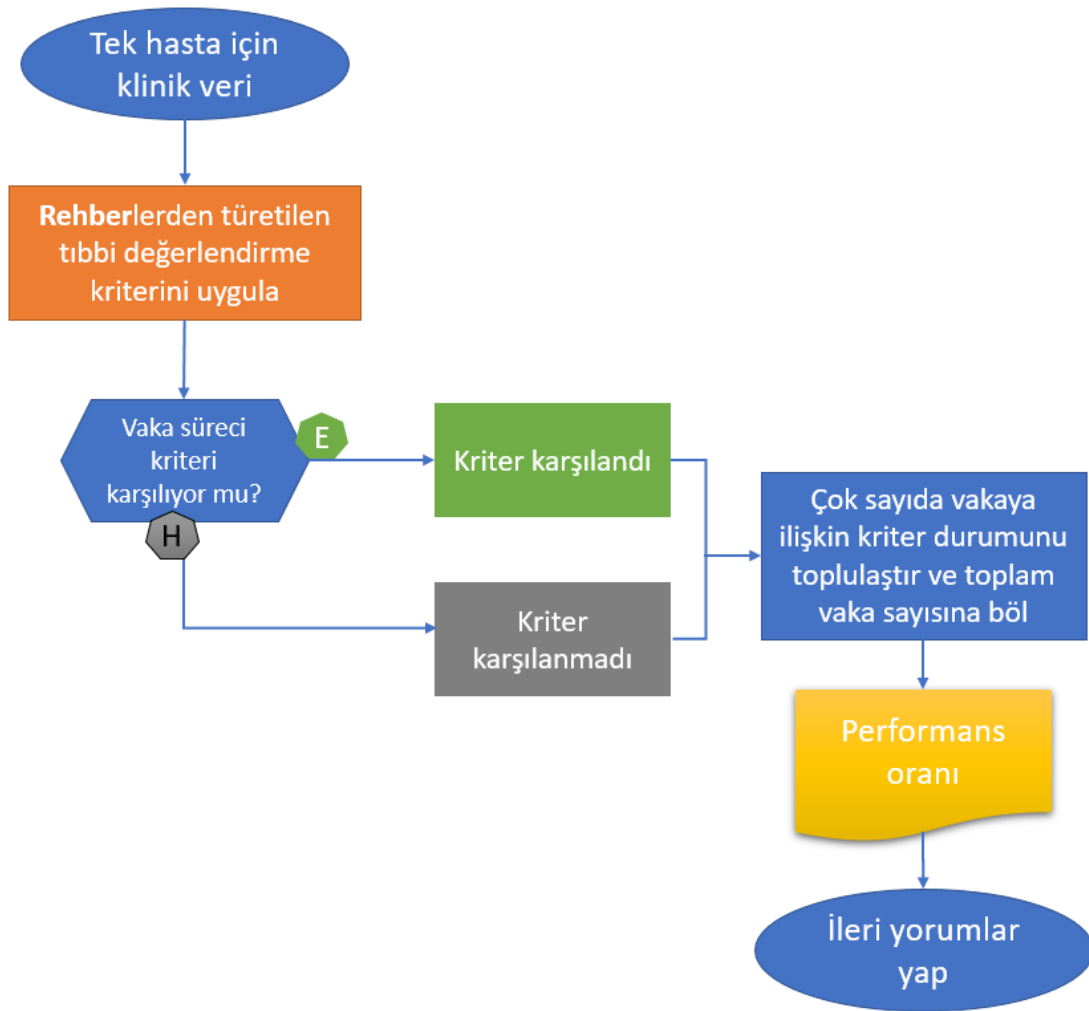 Tek hasta için
klinik veri
Rehberlerden türetilen
tıbbi değerlendirme
kriterini uygula
Vaka süreci
kriteri
karşılıyor mu?
E
H
Kriter karşılandı
Kriter
karşılanmadı
Çok sayıda vakaya
ilişkin kriter durumunu
toplulaştır ve toplam
vaka sayısına böl
Performans
oranı
İleri yorumlar
yap